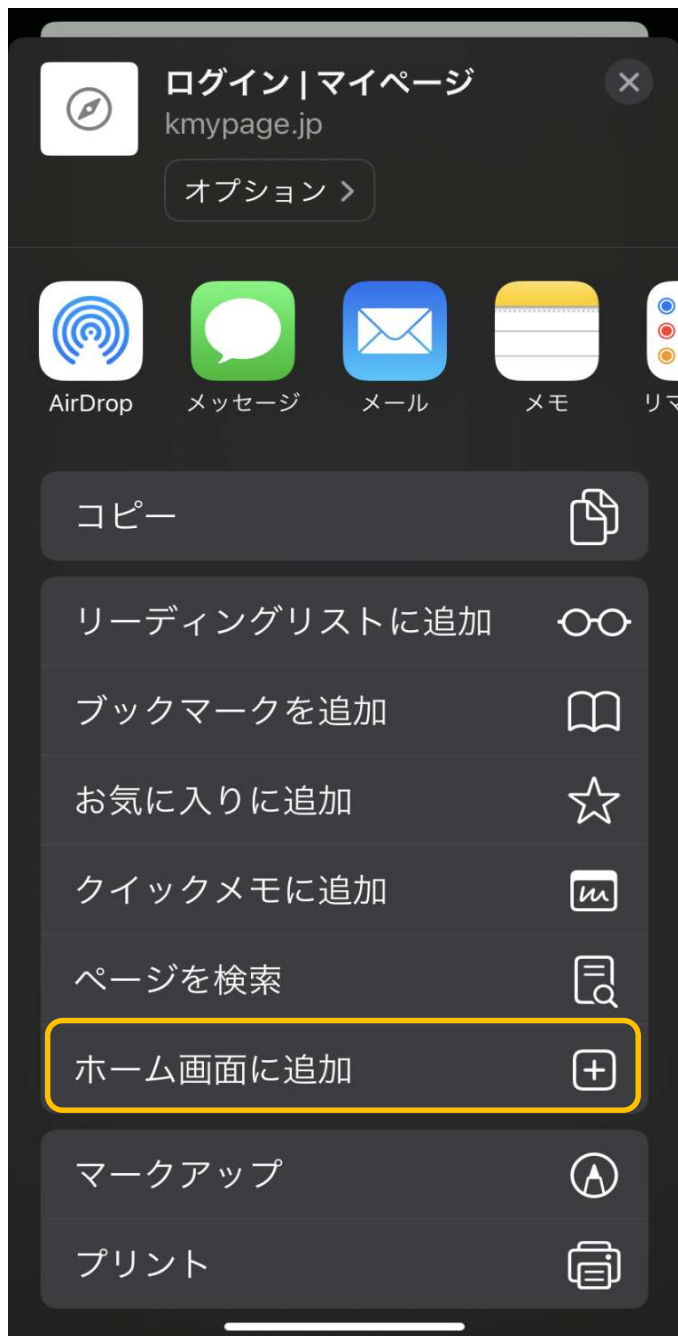 ログイン | マイページ
kmypage.jp
オプション
AirDrop
メッセージ
メール
メモ
リマ
コピー
リーディングリストに追加
ブックマークを追加
お気に入りに追加
クイックメモに追加
ページを検索
ホーム画面に追加
マークアップ
プリント